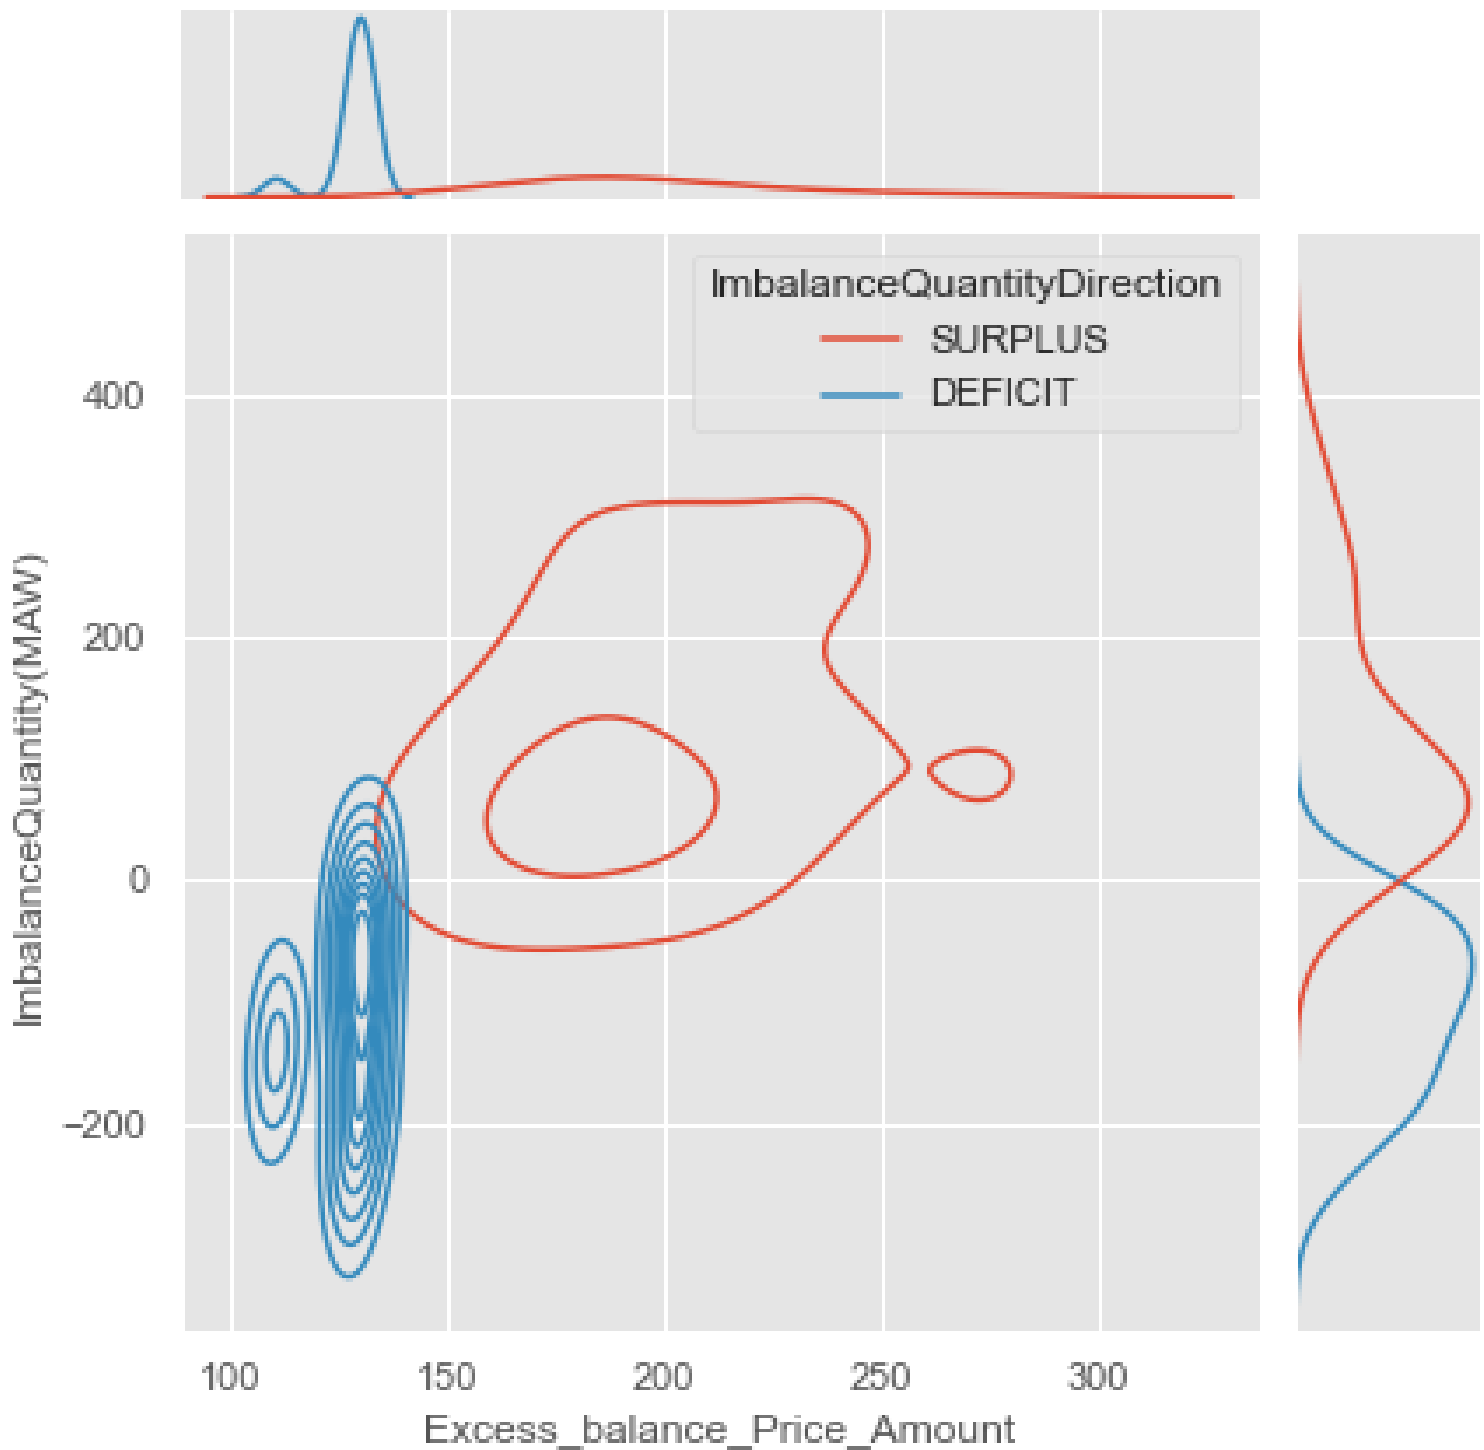 ImbalanceQuantityDirection
SURPLUS
DEFICIT
400
200
0
−200
ImbalanceQuantity(MAW)
100
150
200
250
300
Excess_balance_Price_Amount